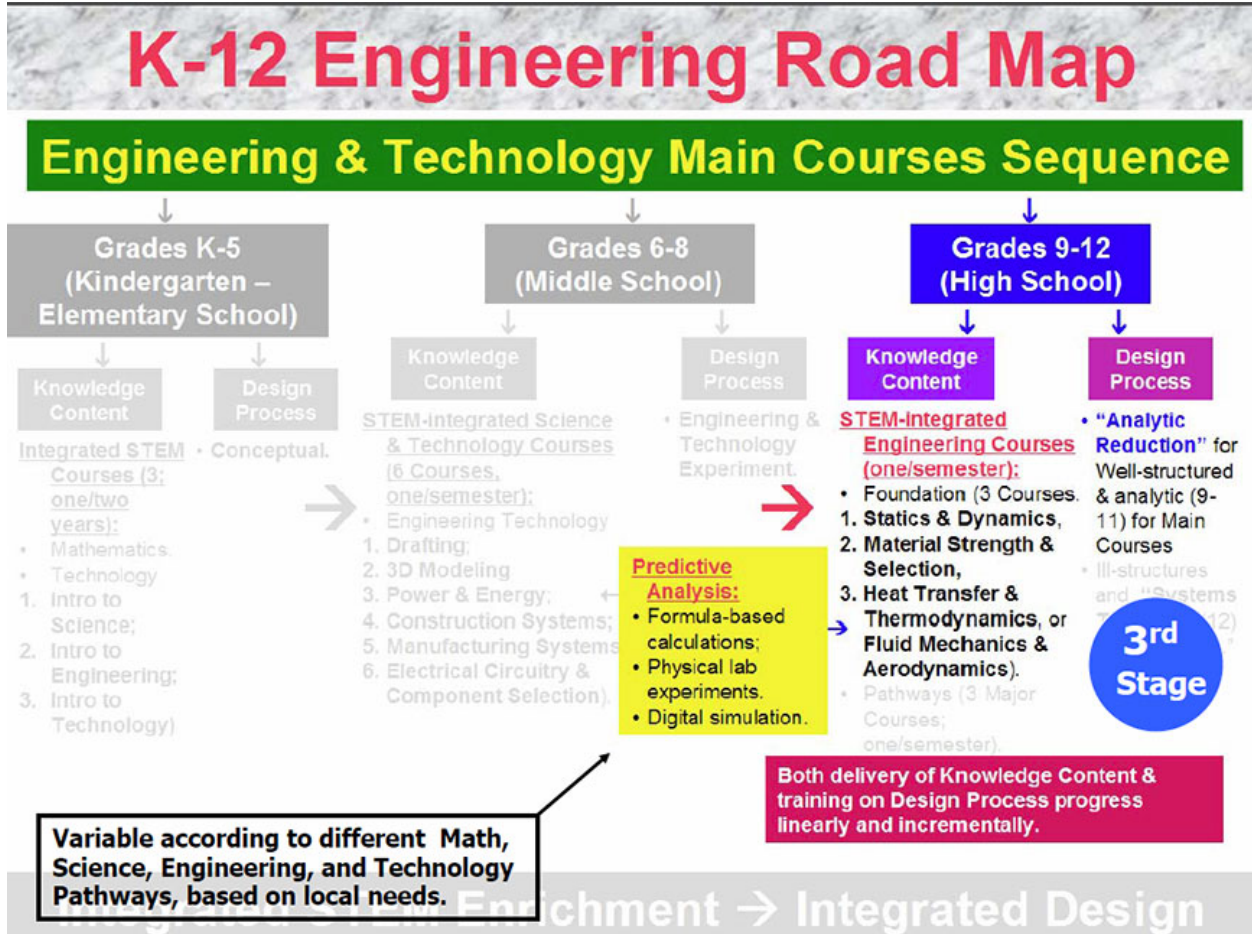 K-12 Engineering Road Map
Engineering & Technology Main Courses Sequence
Grades K-5
(Kindergarten –
Elementary School)
Knowledge
Content
Design
Process
Integrated STEM
Courses (3;
one/two
years):
• Mathematics.
• Technology
1. Intro to
Science;
2. Intro to
Engineering;
3. Intro to
Technology)
• Conceptual.
Grades 6-8
(Middle School)
Knowledge
Content
Design
Process
STEM-integrated Science
& Technology Courses
(6 Courses,
one/semester):
• Engineering Technology
1. Drafting;
2. 3D Modeling
3. Power & Energy;
4. Construction Systems;
5. Manufacturing Systems
6. Electrical Circuitry &
Component Selection).
• Engineering &
Technology
Experiment.
→
→
Predictive
Analysis:
• Formula-based
calculations;
• Physical lab
experiments.
• Digital simulation.
Grades 9-12
(High School)
Knowledge
Content
Design
Process
STEM-integrated
Engineering Courses
(one/semester):
• Foundation (3 Courses.
1. Statics & Dynamics,
2. Material Strength &
Selection,
3. Heat Transfer &
Thermodynamics, or
Fluid Mechanics &
Aerodynamics).
• Pathways (3 Major
Courses;
one/semester).
• “Analytic
Reduction” for
Well-structured
& analytic (9-
11) for Main
Courses
• Ill-structures
and “Systems
12)
3rd
Stage
Both delivery of Knowledge Content &
training on Design Process progress
linearly and incrementally.
Variable according to different Math,
Science, Engineering, and Technology
Pathways, based on local needs.
Integrated STEM Enrichment → Integrated Design